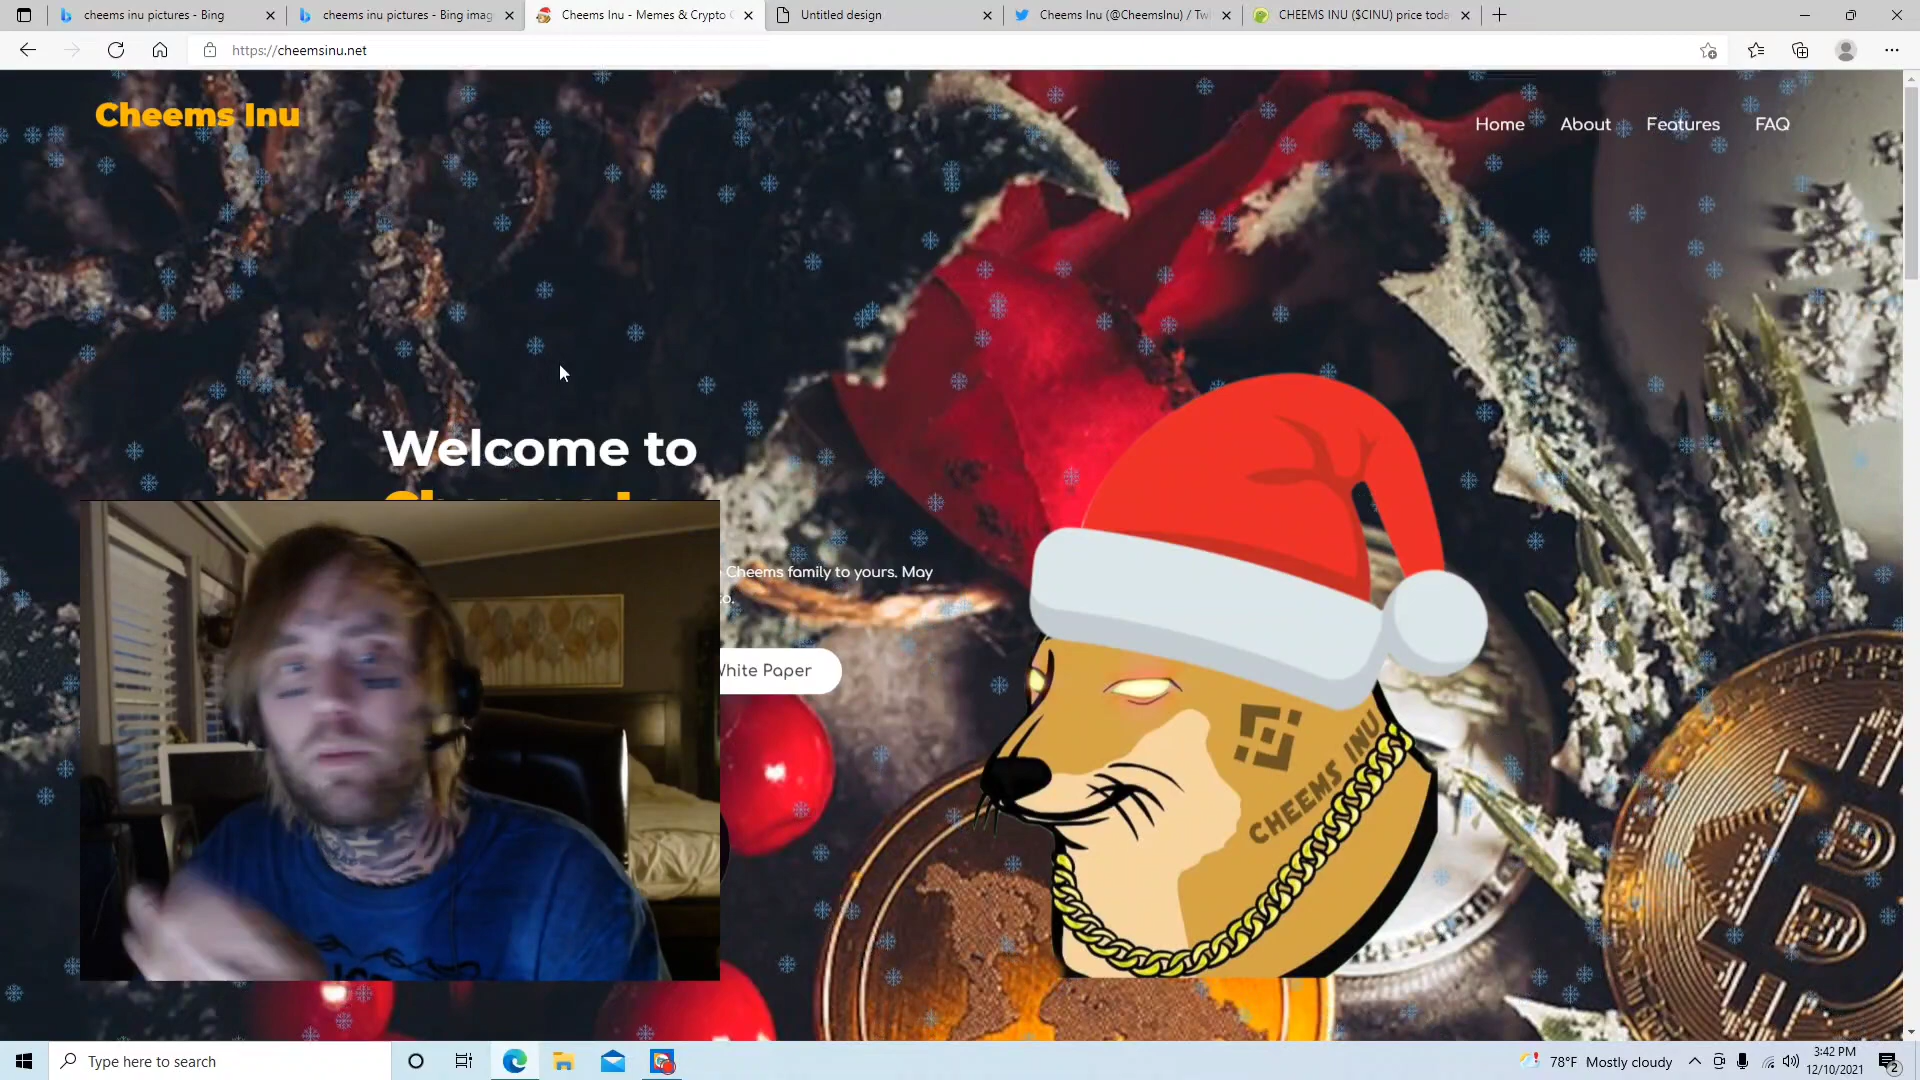 cheems inu pictures - Bing
cheems inu pictures - Bing imag
Cheems Inu - Memes & Crypto
Untitled design
Cheems Inu (@CheemsInu) / Tw
CHEEMS INU ($CINU) price toda
https://cheemsinu.net
Cheems Inu
Home
About
Features
FAQ
Welcome to
Cheems family to yours. May
White Paper
CHEEMS INU
Type here to search
78°F Mostly cloudy
3:42 PM
12/10/2021
2